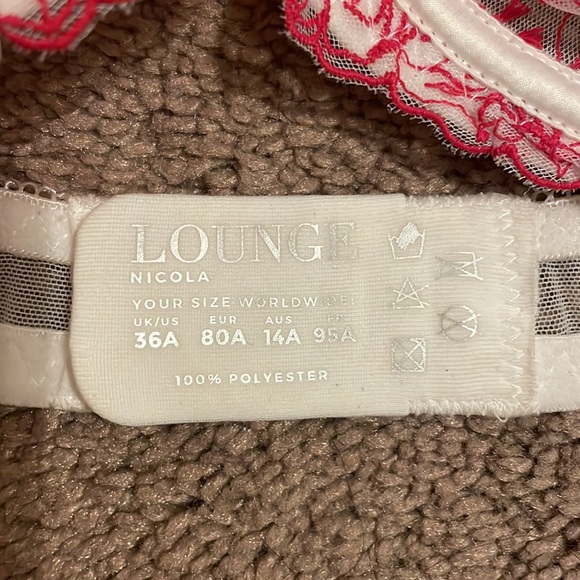 LOUNGE
NICOLA
YOUR SIZE WORLDWIDE:
UK/US EUR AUS FR
36A 80A 14A 95A
100% POLYESTER